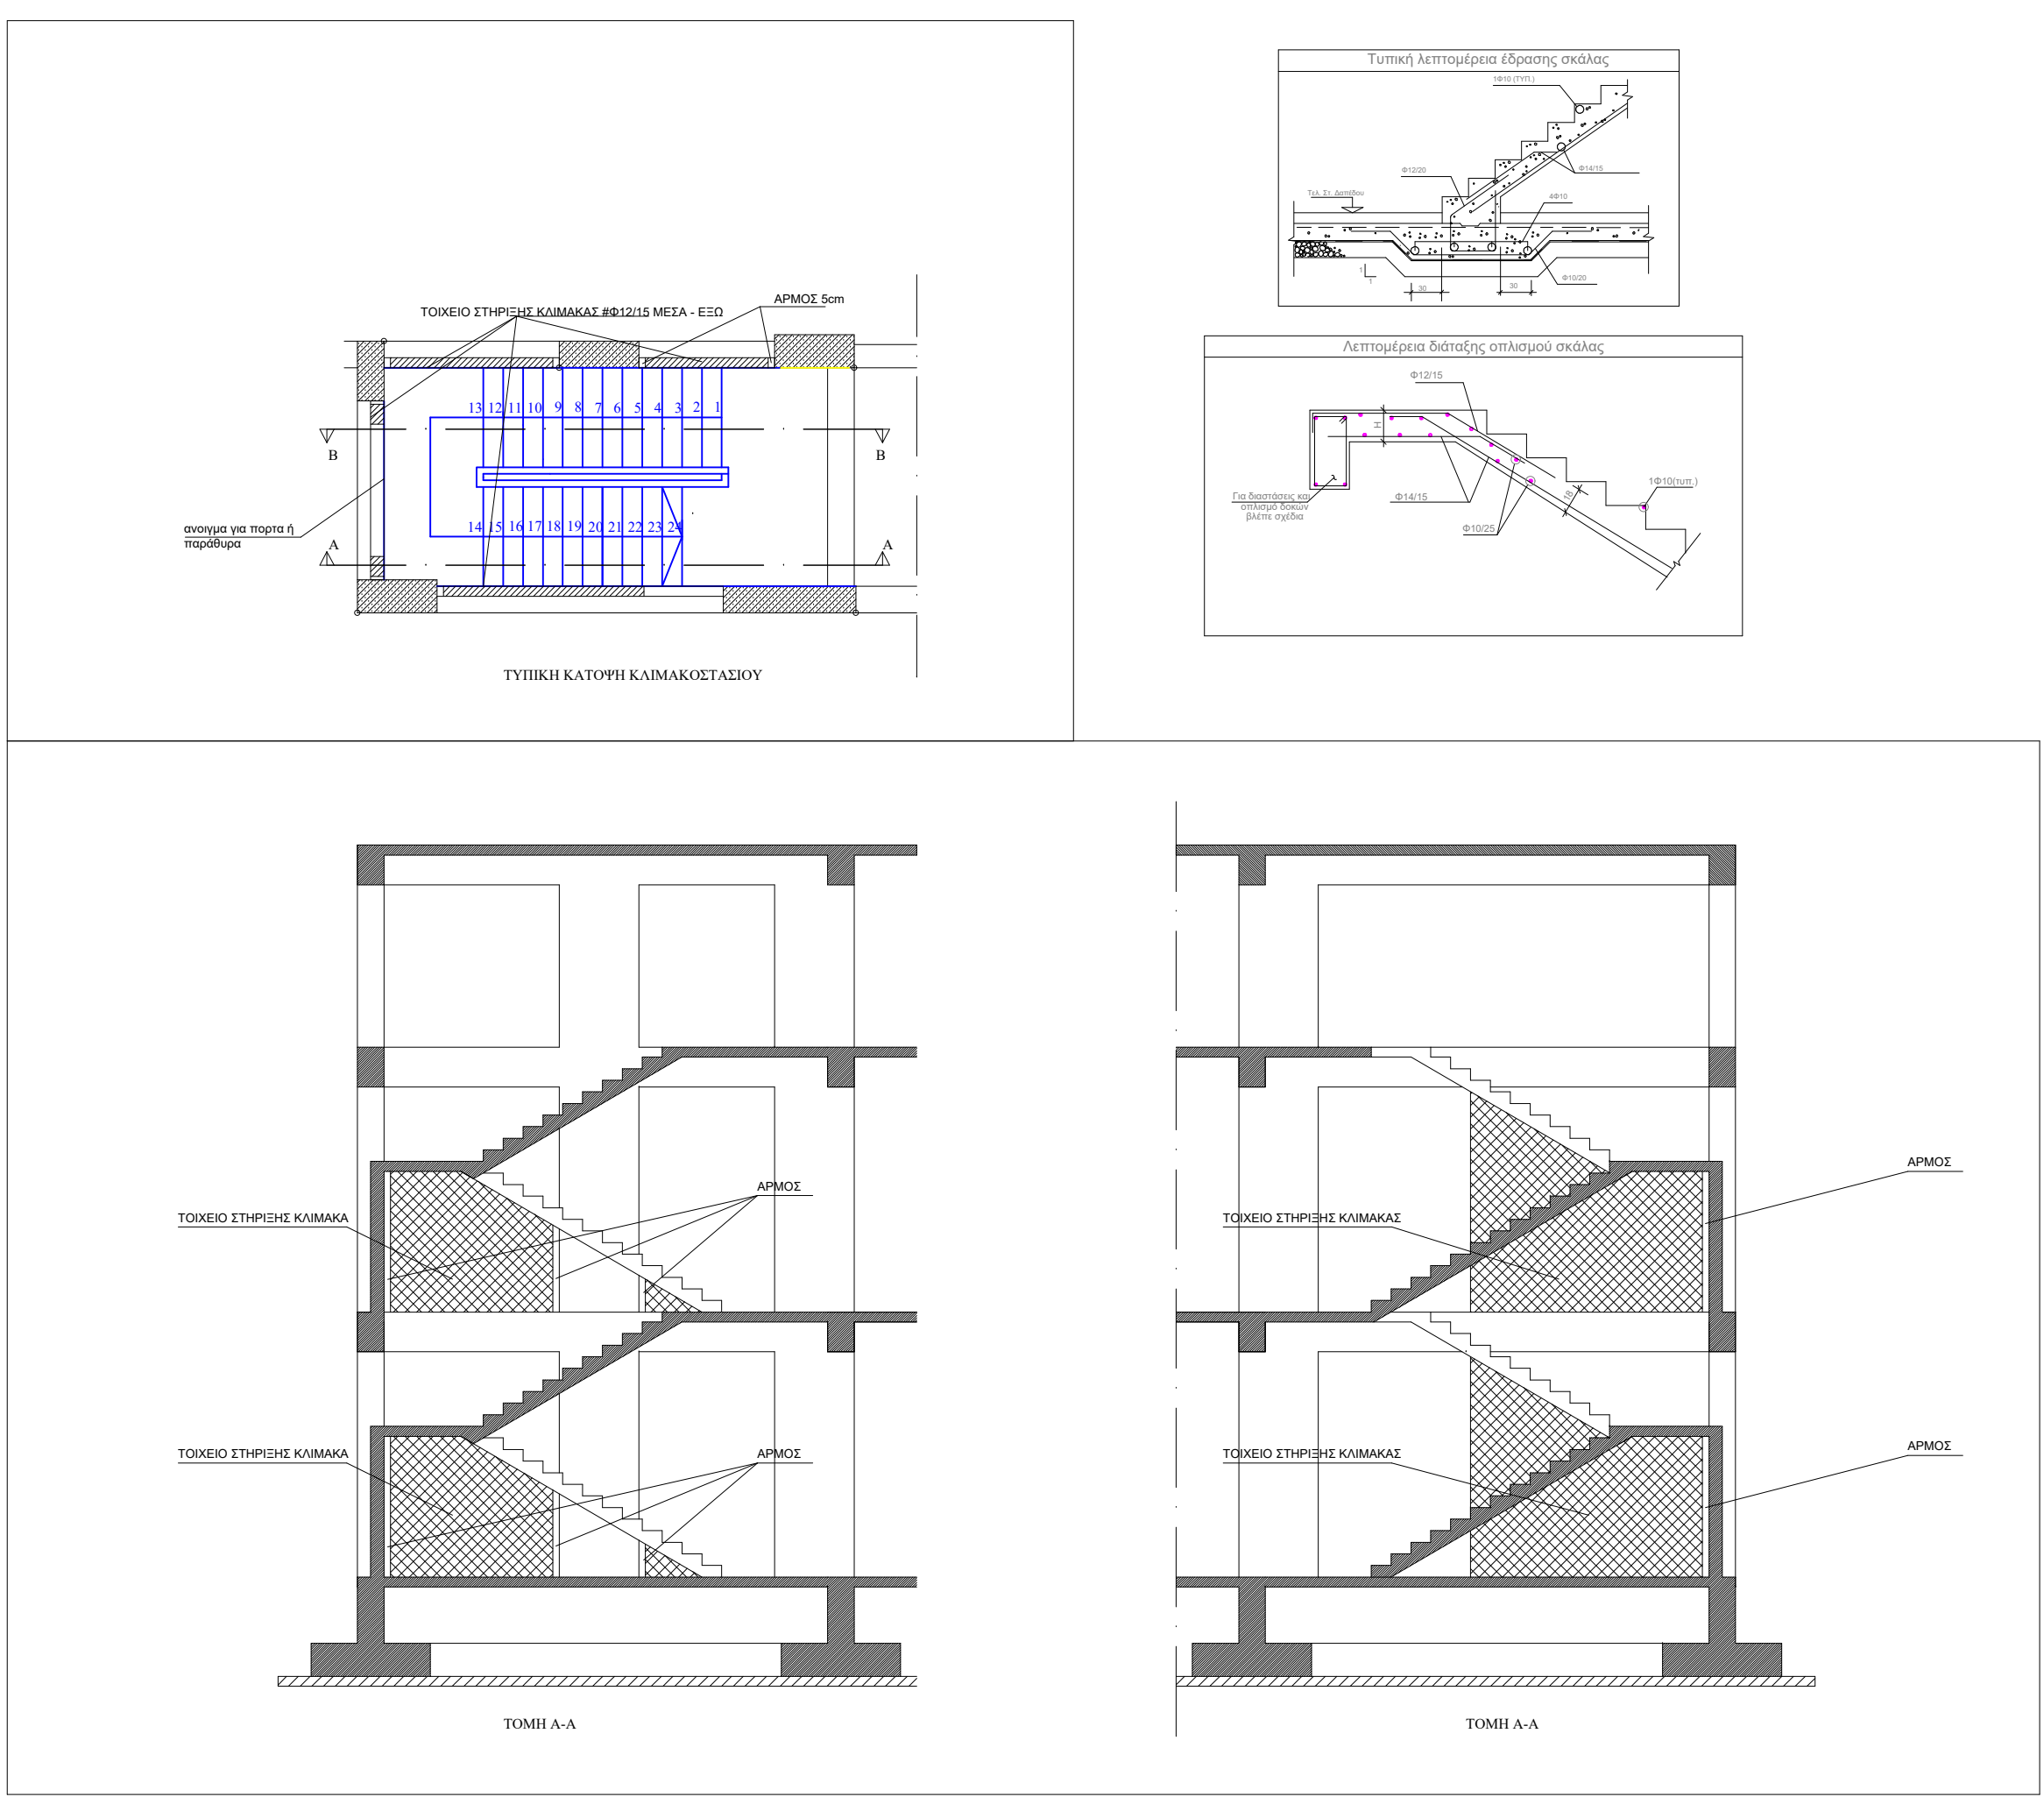 ΤΟΙΧΕΙΟ ΣΤΗΡΙΞΗΣ ΚΛΙΜΑΚΑΣ #Φ12/15 ΜΕΣΑ - ΕΞΩ
ΑΡΜΟΣ 5cm
13 12 11 10 9 8 7 6 5 4 3 2 1
B B
14 15 16 17 18 19 20 21 22 23 24
ανοιγμα για πορτα ή
παράθυρα
A A
ΤΥΠΙΚΗ ΚΑΤΟΨΗ ΚΛΙΜΑΚΟΣΤΑΣΙΟΥ
Τυπική λεπτομέρεια έδρασης σκάλας
1Φ10 (ΤΥΠ.)
Φ12/20
Φ14/15
Τελ. Στ. Δαπέδου
4Φ10
Φ10/20
1
1
30
30
Λεπτομέρεια διάταξης οπλισμού σκάλας
Φ12/15
H
1Φ10(τυπ.)
18
Για διαστάσεις και
οπλισμό δοκών
βλέπε σχέδια
Φ14/15
Φ10/25
ΤΟΙΧΕΙΟ ΣΤΗΡΙΞΗΣ ΚΛΙΜΑΚΑ
ΑΡΜΟΣ
ΤΟΙΧΕΙΟ ΣΤΗΡΙΞΗΣ ΚΛΙΜΑΚΑ
ΑΡΜΟΣ
ΤΟΜΗ Α-Α
ΤΟΙΧΕΙΟ ΣΤΗΡΙΞΗΣ ΚΛΙΜΑΚΑΣ
ΑΡΜΟΣ
ΤΟΙΧΕΙΟ ΣΤΗΡΙΞΗΣ ΚΛΙΜΑΚΑΣ
ΑΡΜΟΣ
ΤΟΜΗ Α-Α